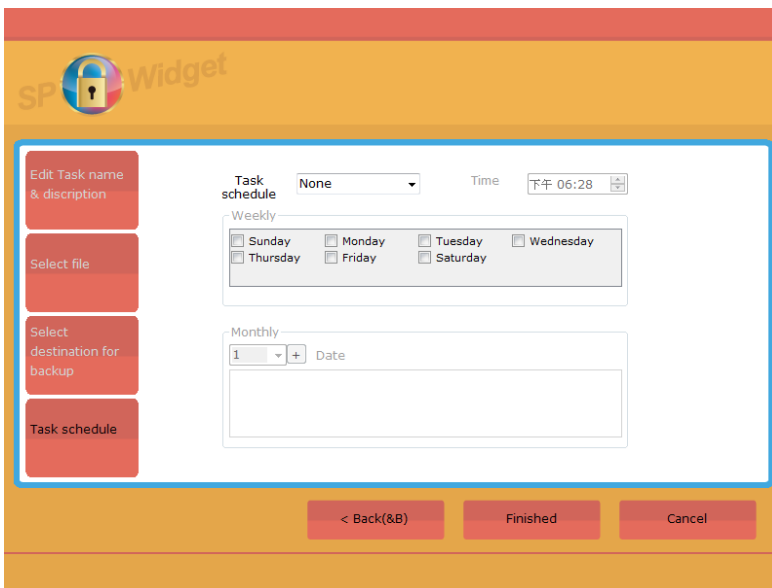 SP Widget
Edit Task name
& discription
Select file
Select
destination for
backup
Task schedule
Task
schedule
None
Time
下午 06:28
Weekly
Sunday
Monday
Tuesday
Wednesday
Thursday
Friday
Saturday
Monthly
1
+
Date
< Back(&B)
Finished
Cancel